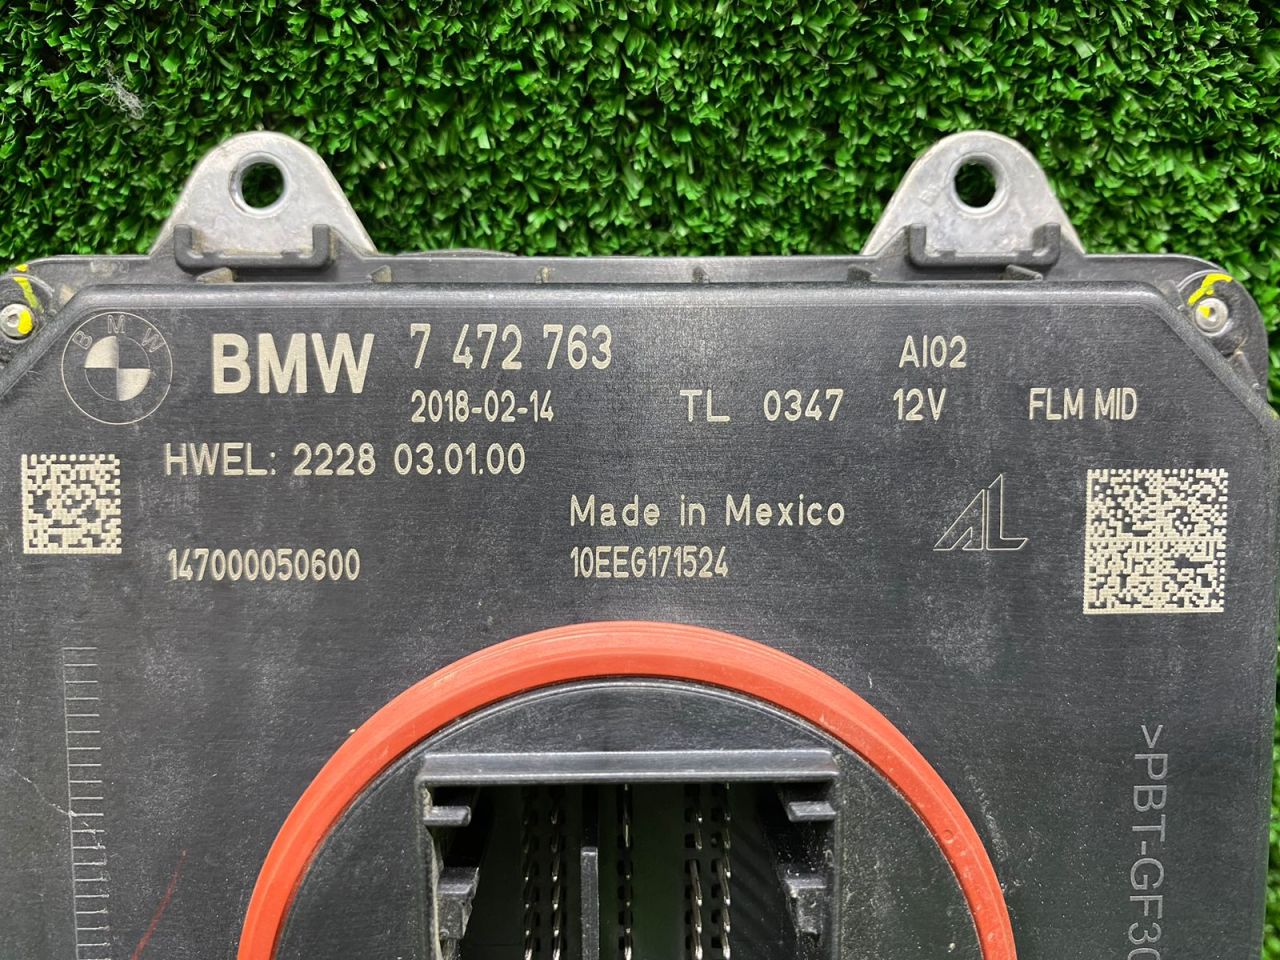 BMW
BMW 7 472 763 AI02
2018-02-14 TL 0347 12V FLM MID
HWEL: 2228 03.01.00
Made in Mexico AL
147000050600 10EEG171524
>PBT-GF30